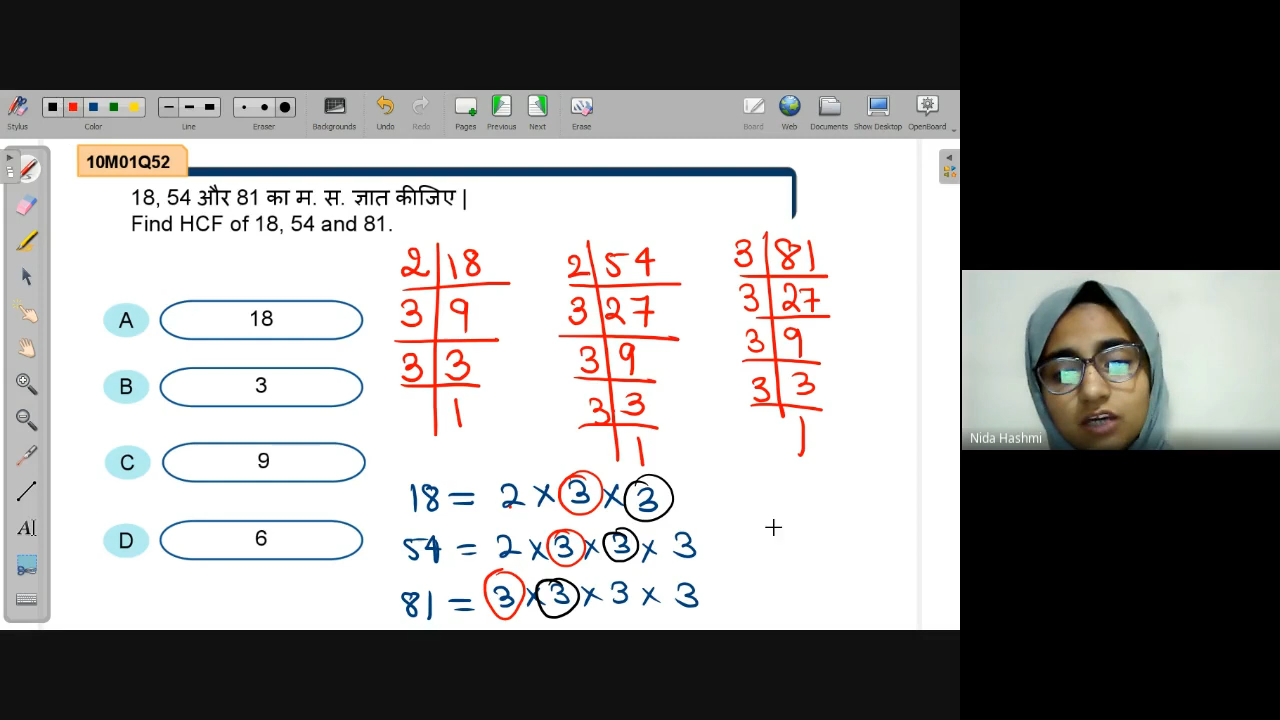 Stylus
Color
Line
Eraser
Backgrounds
Undo
Redo
Pages
Previous
Next
Erase
Board
Web
Documents
Show Desktop
OpenBoard
10M01Q52
18, 54 और 81 का म. स. ज्ञात कीजिए |
Find HCF of 18, 54 and 81.
A 18
B 3
C 9
D 6
2 | 18
3 | 9
3 | 3
1
2 | 54
3 | 27
3 | 9
3 | 3
1
3 | 81
3 | 27
3 | 9
3 | 3
1
18 = 2 × 3 × 3
54 = 2 × 3 × 3 × 3
81 = 3 × 3 × 3 × 3
AI
Nida Hashmi